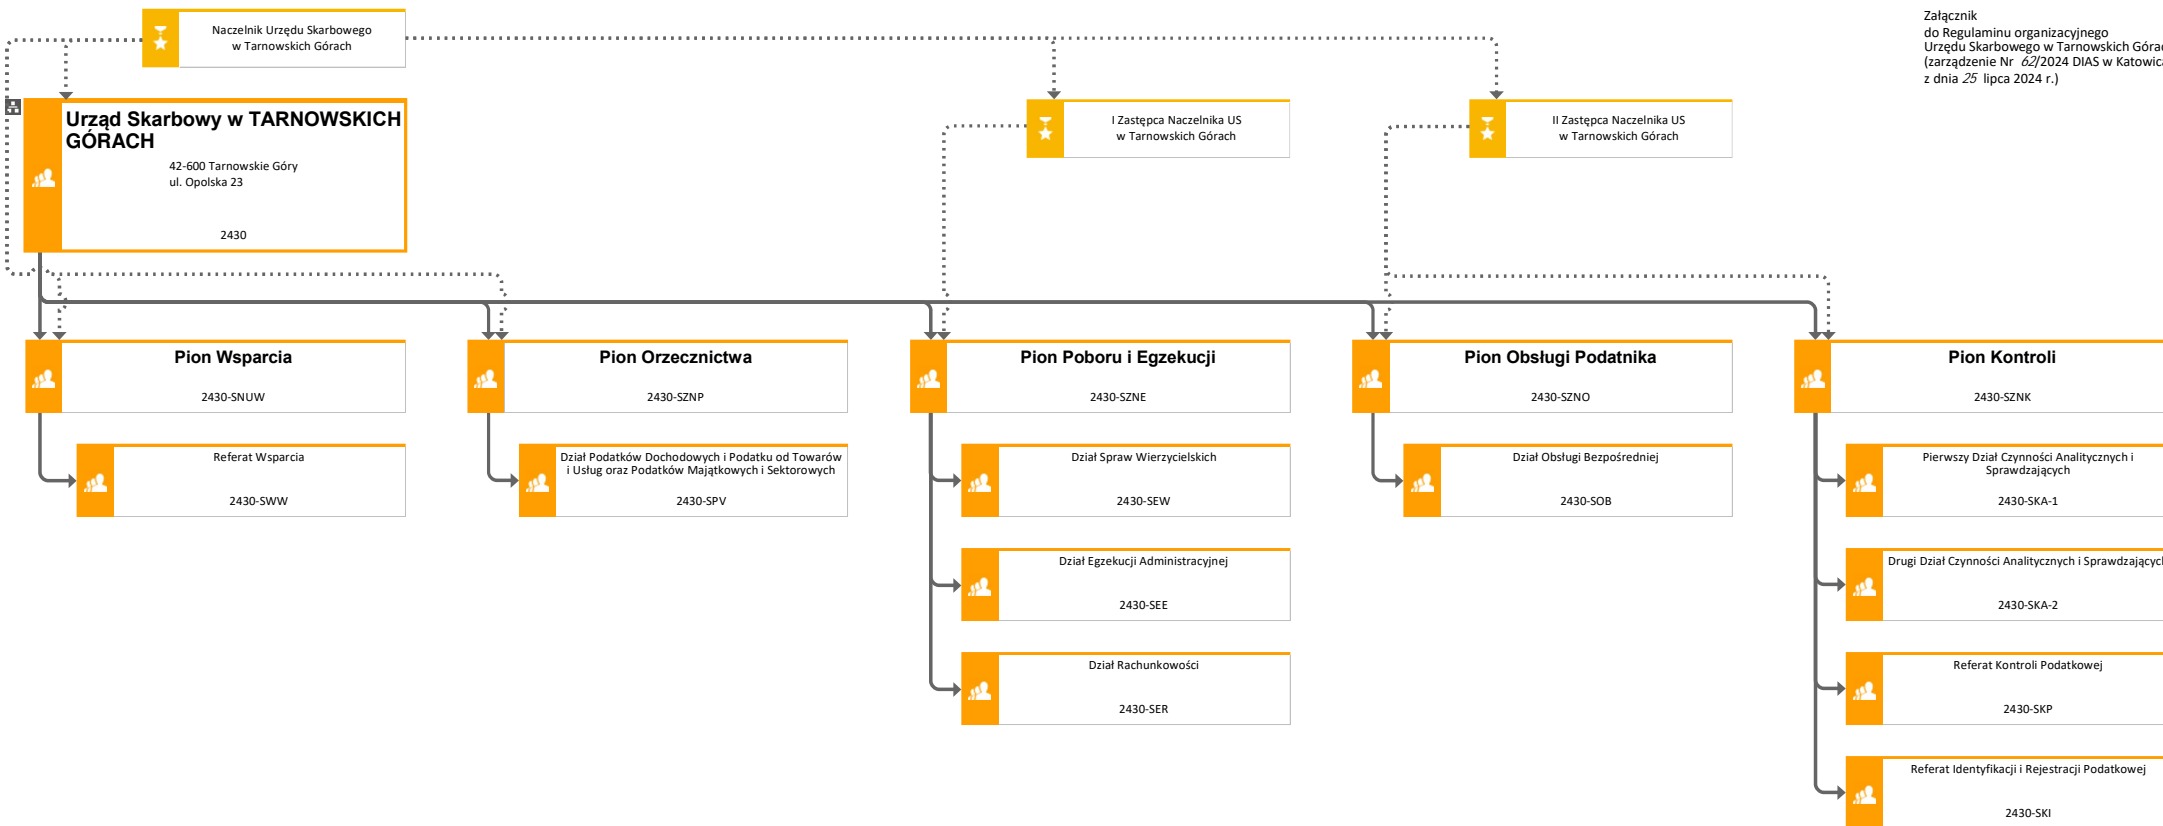 Załącznik
do Regulaminu organizacyjnego
Urzędu Skarbowego w Tarnowskich
(zarządzenie Nr 62/2024 DIAS w
z dnia 25 lipca 2024 r.)
Naczelnik Urzędu Skarbowego
w Tarnowskich Górach
Urząd Skarbowy w TARNOWSKICH
GÓRACH
42-600 Tarnowskie Góry
ul. Opolska 23
2430
I Zastępca Naczelnika US
w Tarnowskich Górach
II Zastępca Naczelnika US
w Tarnowskich Górach
Pion Wsparcia
2430-SNUW
Referat Wsparcia
2430-SWW
Pion Orzecznictwa
2430-SZNP
Dział Podatków Dochodowych i Podatku od Towarów
i Usług oraz Podatków Majątkowych i Sektorowych
2430-SPV
Pion Poboru i Egzekucji
2430-SZNE
Dział Spraw Wierzycielskich
2430-SEW
Dział Egzekucji Administracyjnej
2430-SEE
Dział Rachunkowości
2430-SER
Pion Obsługi Podatnika
2430-SZNO
Dział Obsługi Bezpośredniej
2430-SOB
Pion Kontroli
2430-SZNK
Pierwszy Dział Czynności Analitycznych i
Sprawdzających
2430-SKA-1
Drugi Dział Czynności Analitycznych i Sprawdzających
2430-SKA-2
Referat Kontroli Podatkowej
2430-SKP
Referat Identyfikacji i Rejestracji Podatkowej
2430-SKI